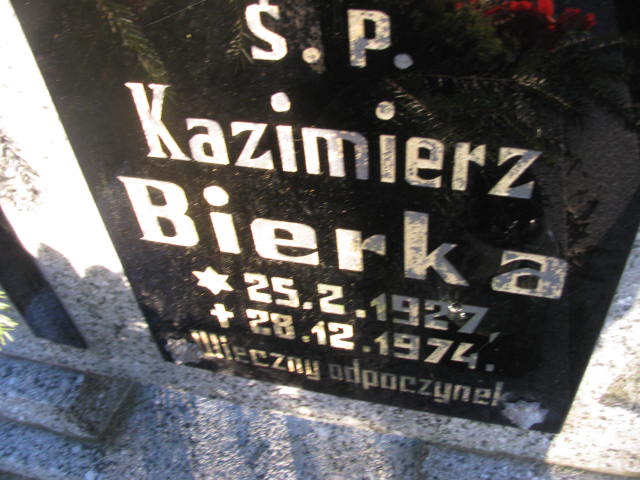 Ś. P.
Kazimierz
Bierka
* 25.2.1927.
+ 28.12.1974.
Wieczny odpoczynek